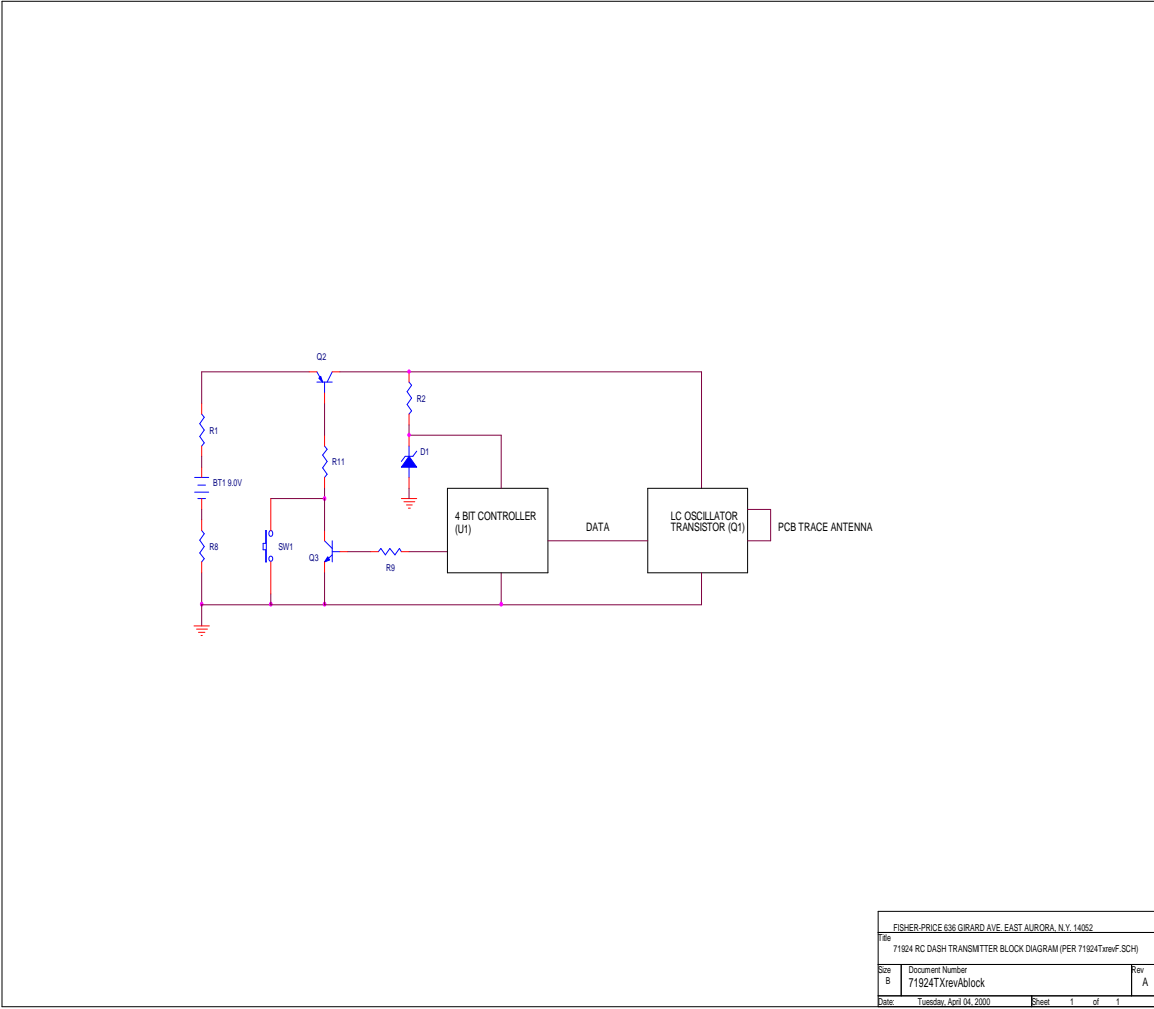 Q2
R2
R1
D1
R11
BT1 9.0V
4 BIT CONTROLLER
(U1)
LC OSCILLATOR
TRANSISTOR (Q1)
DATA
PCB TRACE ANTENNA
R8
SW1
Q3
R9
FISHER-PRICE 636 GIRARD AVE. EAST AURORA, N.Y. 14052
Title
71924 RC DASH TRANSMITTER BLOCK DIAGRAM (PER 71924TxrevF.SCH)
Size
B
Document Number
71924TXrevAblock
Rev
A
Date: Tuesday, April 04, 2000 Sheet 1 of 1